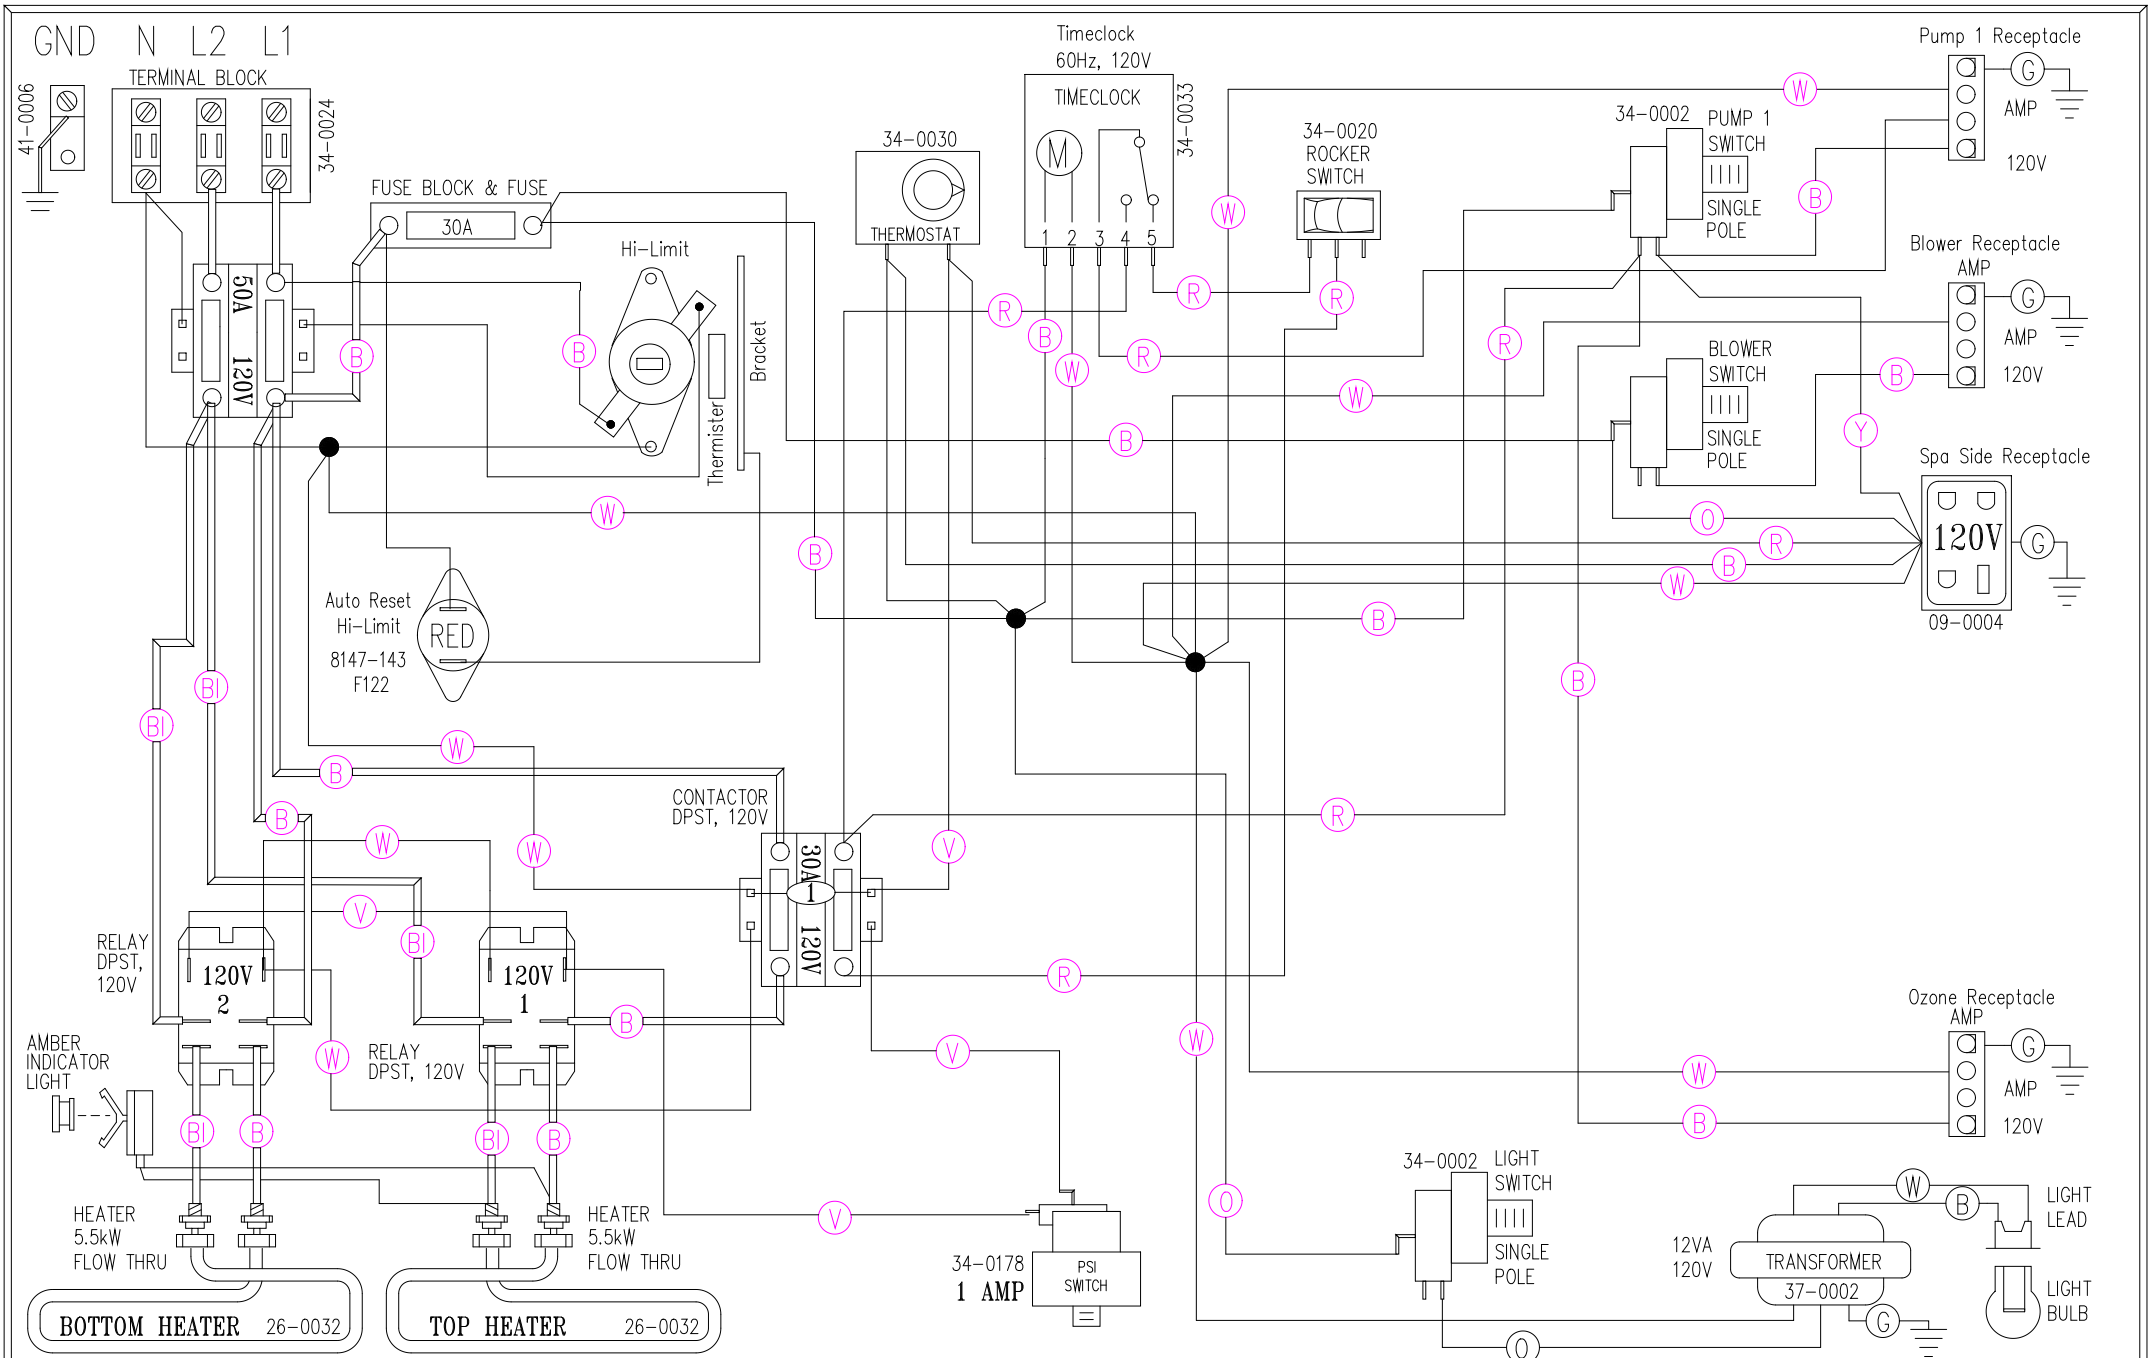 GND N L2 L1
TERMINAL BLOCK
41-0006
34-0024
FUSE BLOCK & FUSE
30A
50A 120V
B
Hi-Limit
B
Thermister
Bracket
34-0030
THERMOSTAT
Timeclock
60Hz, 120V
TIMECLOCK
34-0033
M
1 2 3 4 5
34-0020
ROCKER
SWITCH
R
R
R
B
W
R
W
W
34-0002
PUMP 1
SWITCH
SINGLE
POLE
W
B
Pump 1 Receptacle
G
AMP
120V
Blower Receptacle
AMP
G
AMP
120V
R
BLOWER
SWITCH
SINGLE
POLE
B
Y
B
Spa Side Receptacle
120V
G
09-0004
O
R
B
W
W
B
B
B
Auto Reset
Hi-Limit
8147-143
F122
RED
Bl
Bl
W
B
B
W
W
V
Bl
CONTACTOR
DPST, 120V
30A
1
120V
V
R
R
RELAY
DPST,
120V
120V
2
120V
1
B
W
RELAY
DPST, 120V
V
W
AMBER
INDICATOR
LIGHT
Bl
B
Bl
B
HEATER
5.5kW
FLOW THRU
HEATER
5.5kW
FLOW THRU
BOTTOM HEATER 26-0032
TOP HEATER 26-0032
V
34-0178
1 AMP
PSI
SWITCH
O
Ozone Receptacle
AMP
G
AMP
120V
W
B
34-0002
LIGHT
SWITCH
SINGLE
POLE
O
12VA
120V
TRANSFORMER
37-0002
W
B
G
LIGHT
LEAD
LIGHT
BULB